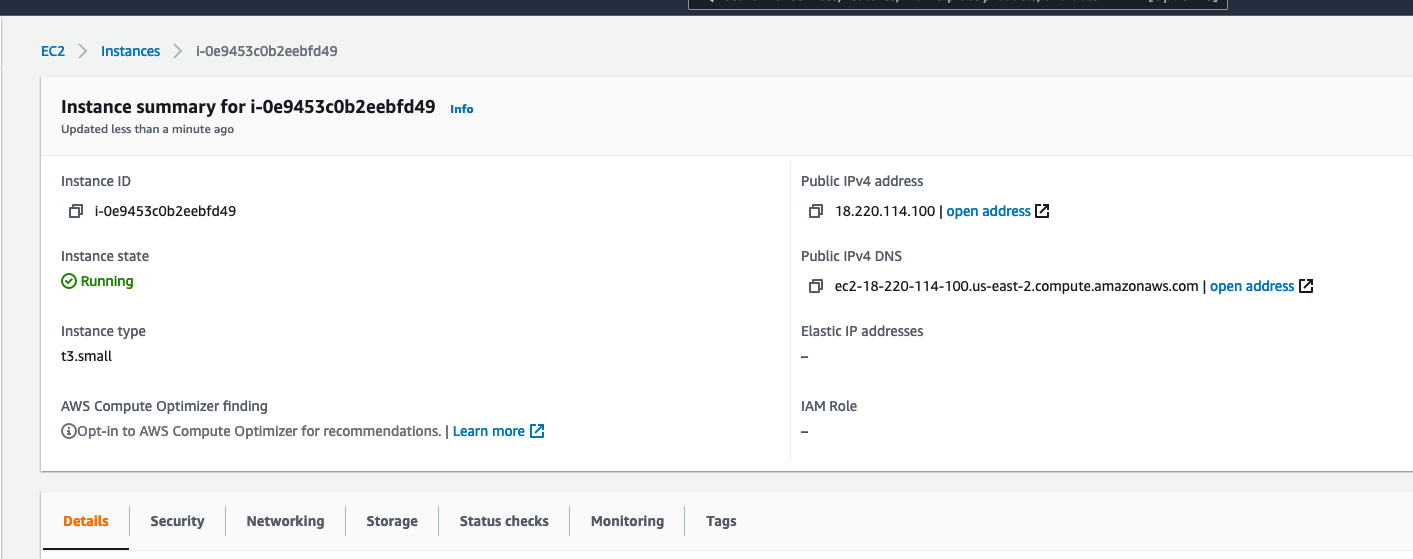 EC2 > Instances > i-0e9453c0b2eebfd49
Instance summary for i-0e9453c0b2eebfd49 Info
Updated less than a minute ago
Instance ID
i-0e9453c0b2eebfd49
Instance state
Running
Instance type
t3.small
AWS Compute Optimizer finding
Opt-in to AWS Compute Optimizer for recommendations. | Learn more
Public IPv4 address
18.220.114.100 | open address
Public IPv4 DNS
ec2-18-220-114-100.us-east-2.compute.amazonaws.com | open address
Elastic IP addresses
–
IAM Role
–
Details Security Networking Storage Status checks Monitoring Tags